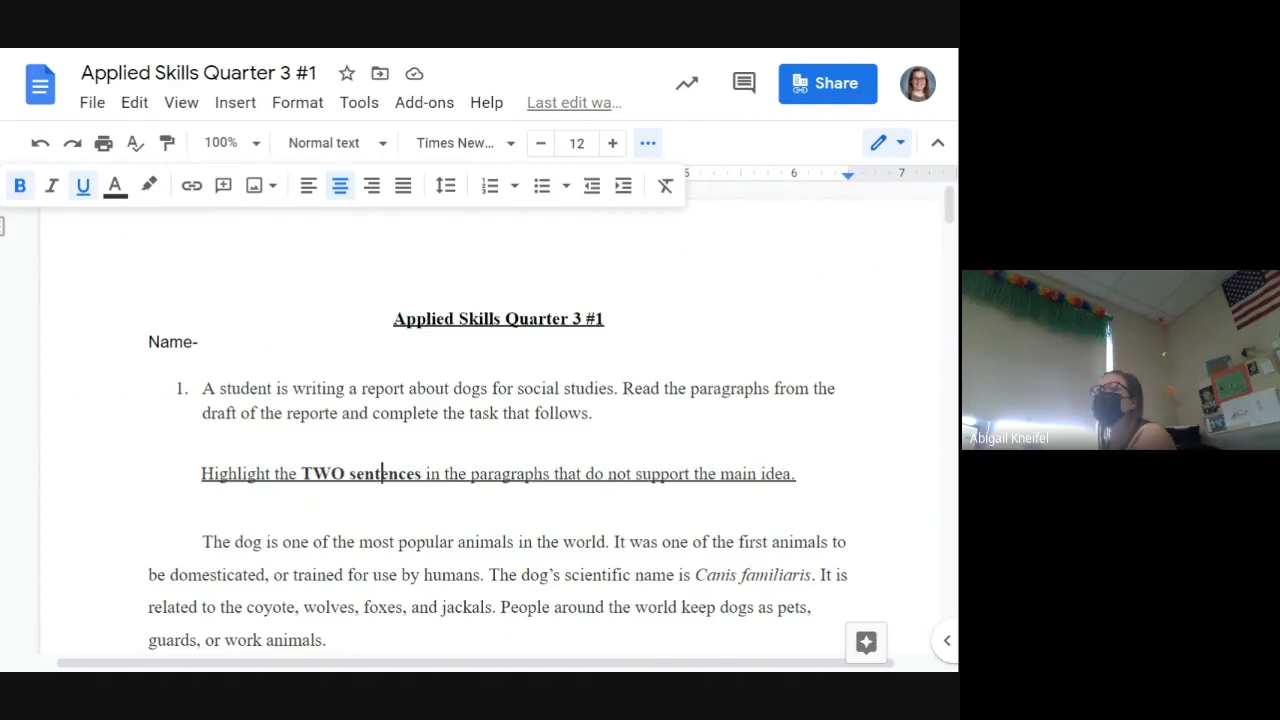 Applied Skills Quarter 3 #1
File Edit View Insert Format Tools Add-ons Help Last edit wa...
Share
100% Normal text Times New... 12
B I U A
5 6 7
Applied Skills Quarter 3 #1
Name-
1. A student is writing a report about dogs for social studies. Read the paragraphs from the
draft of the reporte and complete the task that follows.
Highlight the TWO sentences in the paragraphs that do not support the main idea.
The dog is one of the most popular animals in the world. It was one of the first animals to
be domesticated, or trained for use by humans. The dog’s scientific name is Canis familiaris. It is
related to the coyote, wolves, foxes, and jackals. People around the world keep dogs as pets,
guards, or work animals.
Abigail Kneifel